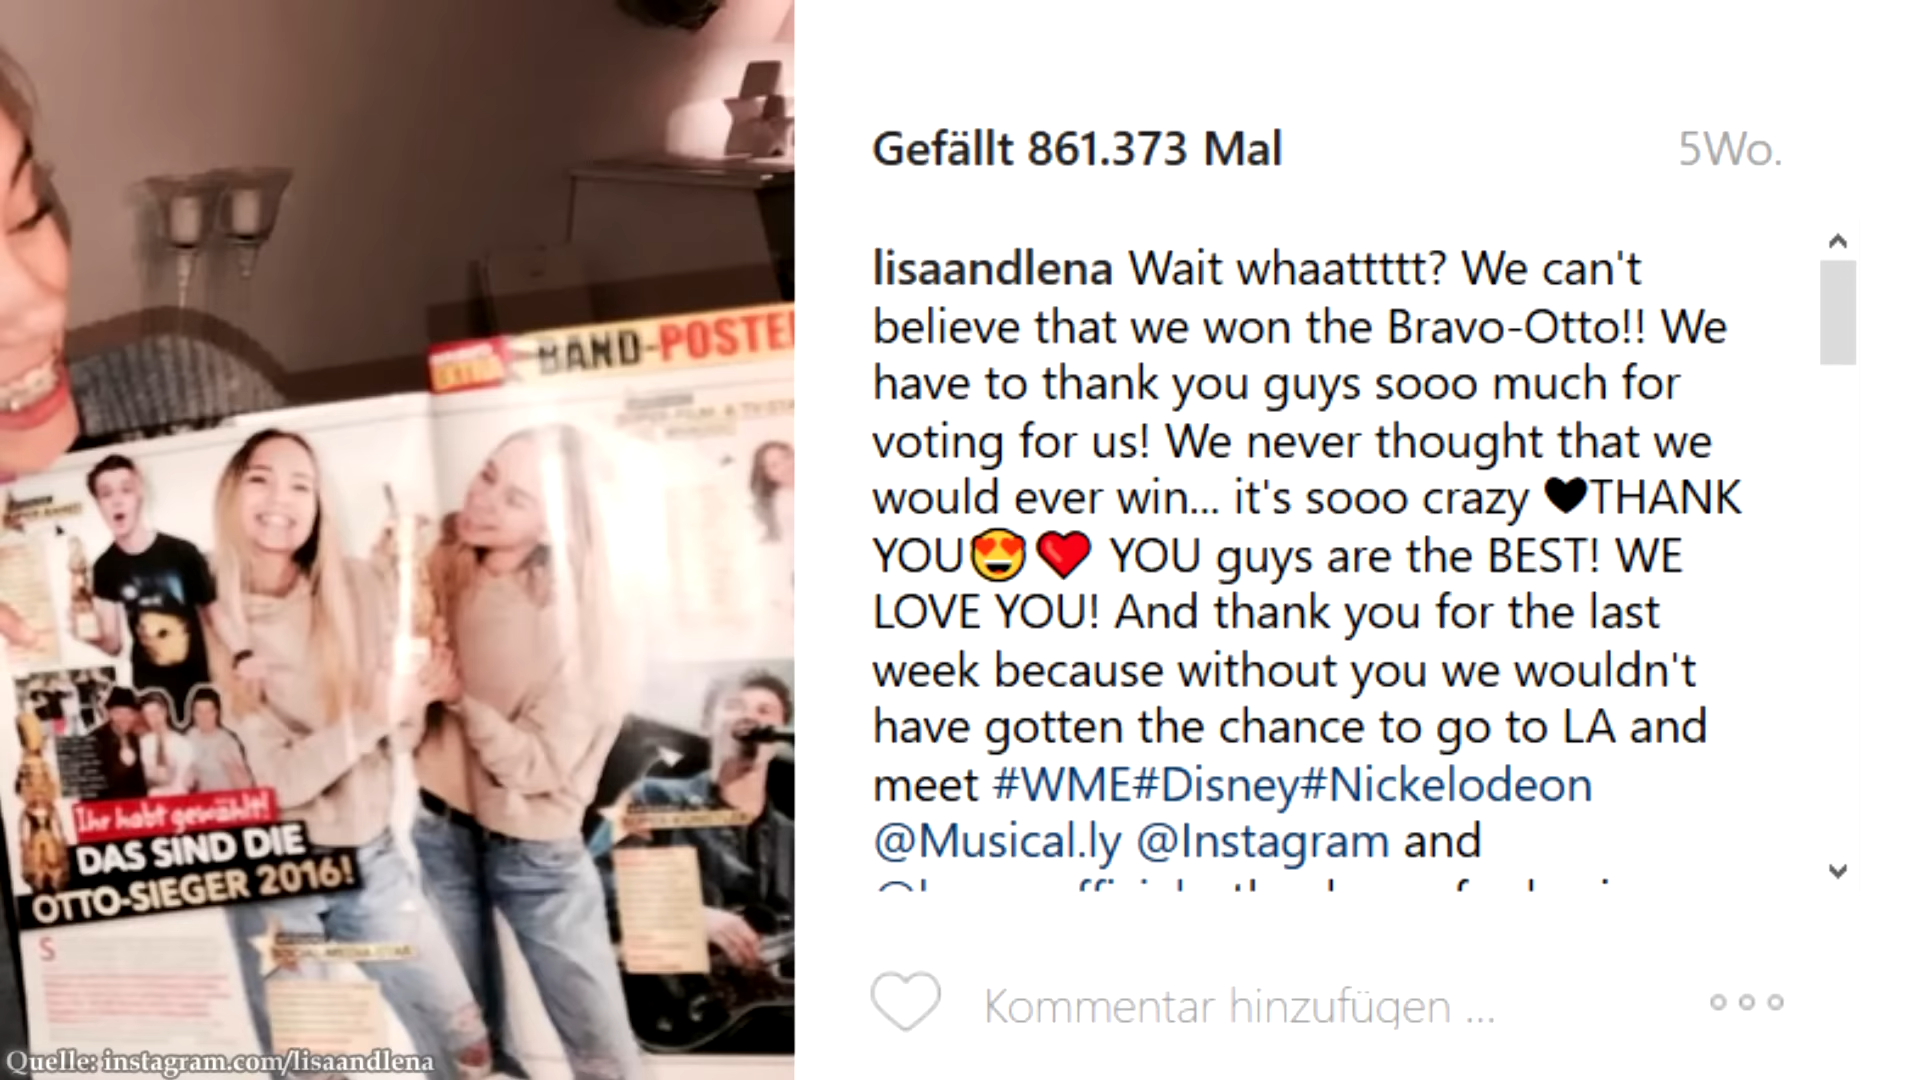 BAND-POSTER
Ihr habt gewählt!
DAS SIND DIE
OTTO-SIEGER 2016!
Quelle: instagram.com/lisaandlena
Gefällt 861.373 Mal
5Wo.
lisaandlena Wait whaattttt? We can't
believe that we won the Bravo-Otto!! We
have to thank you guys sooo much for
voting for us! We never thought that we
would ever win... it's sooo crazy 🖤THANK
YOU😍❤️ YOU guys are the BEST! WE
LOVE YOU! And thank you for the last
week because without you we wouldn't
have gotten the chance to go to LA and
meet #WME#Disney#Nickelodeon
@Musical.ly @Instagram and
Kommentar hinzufügen ...